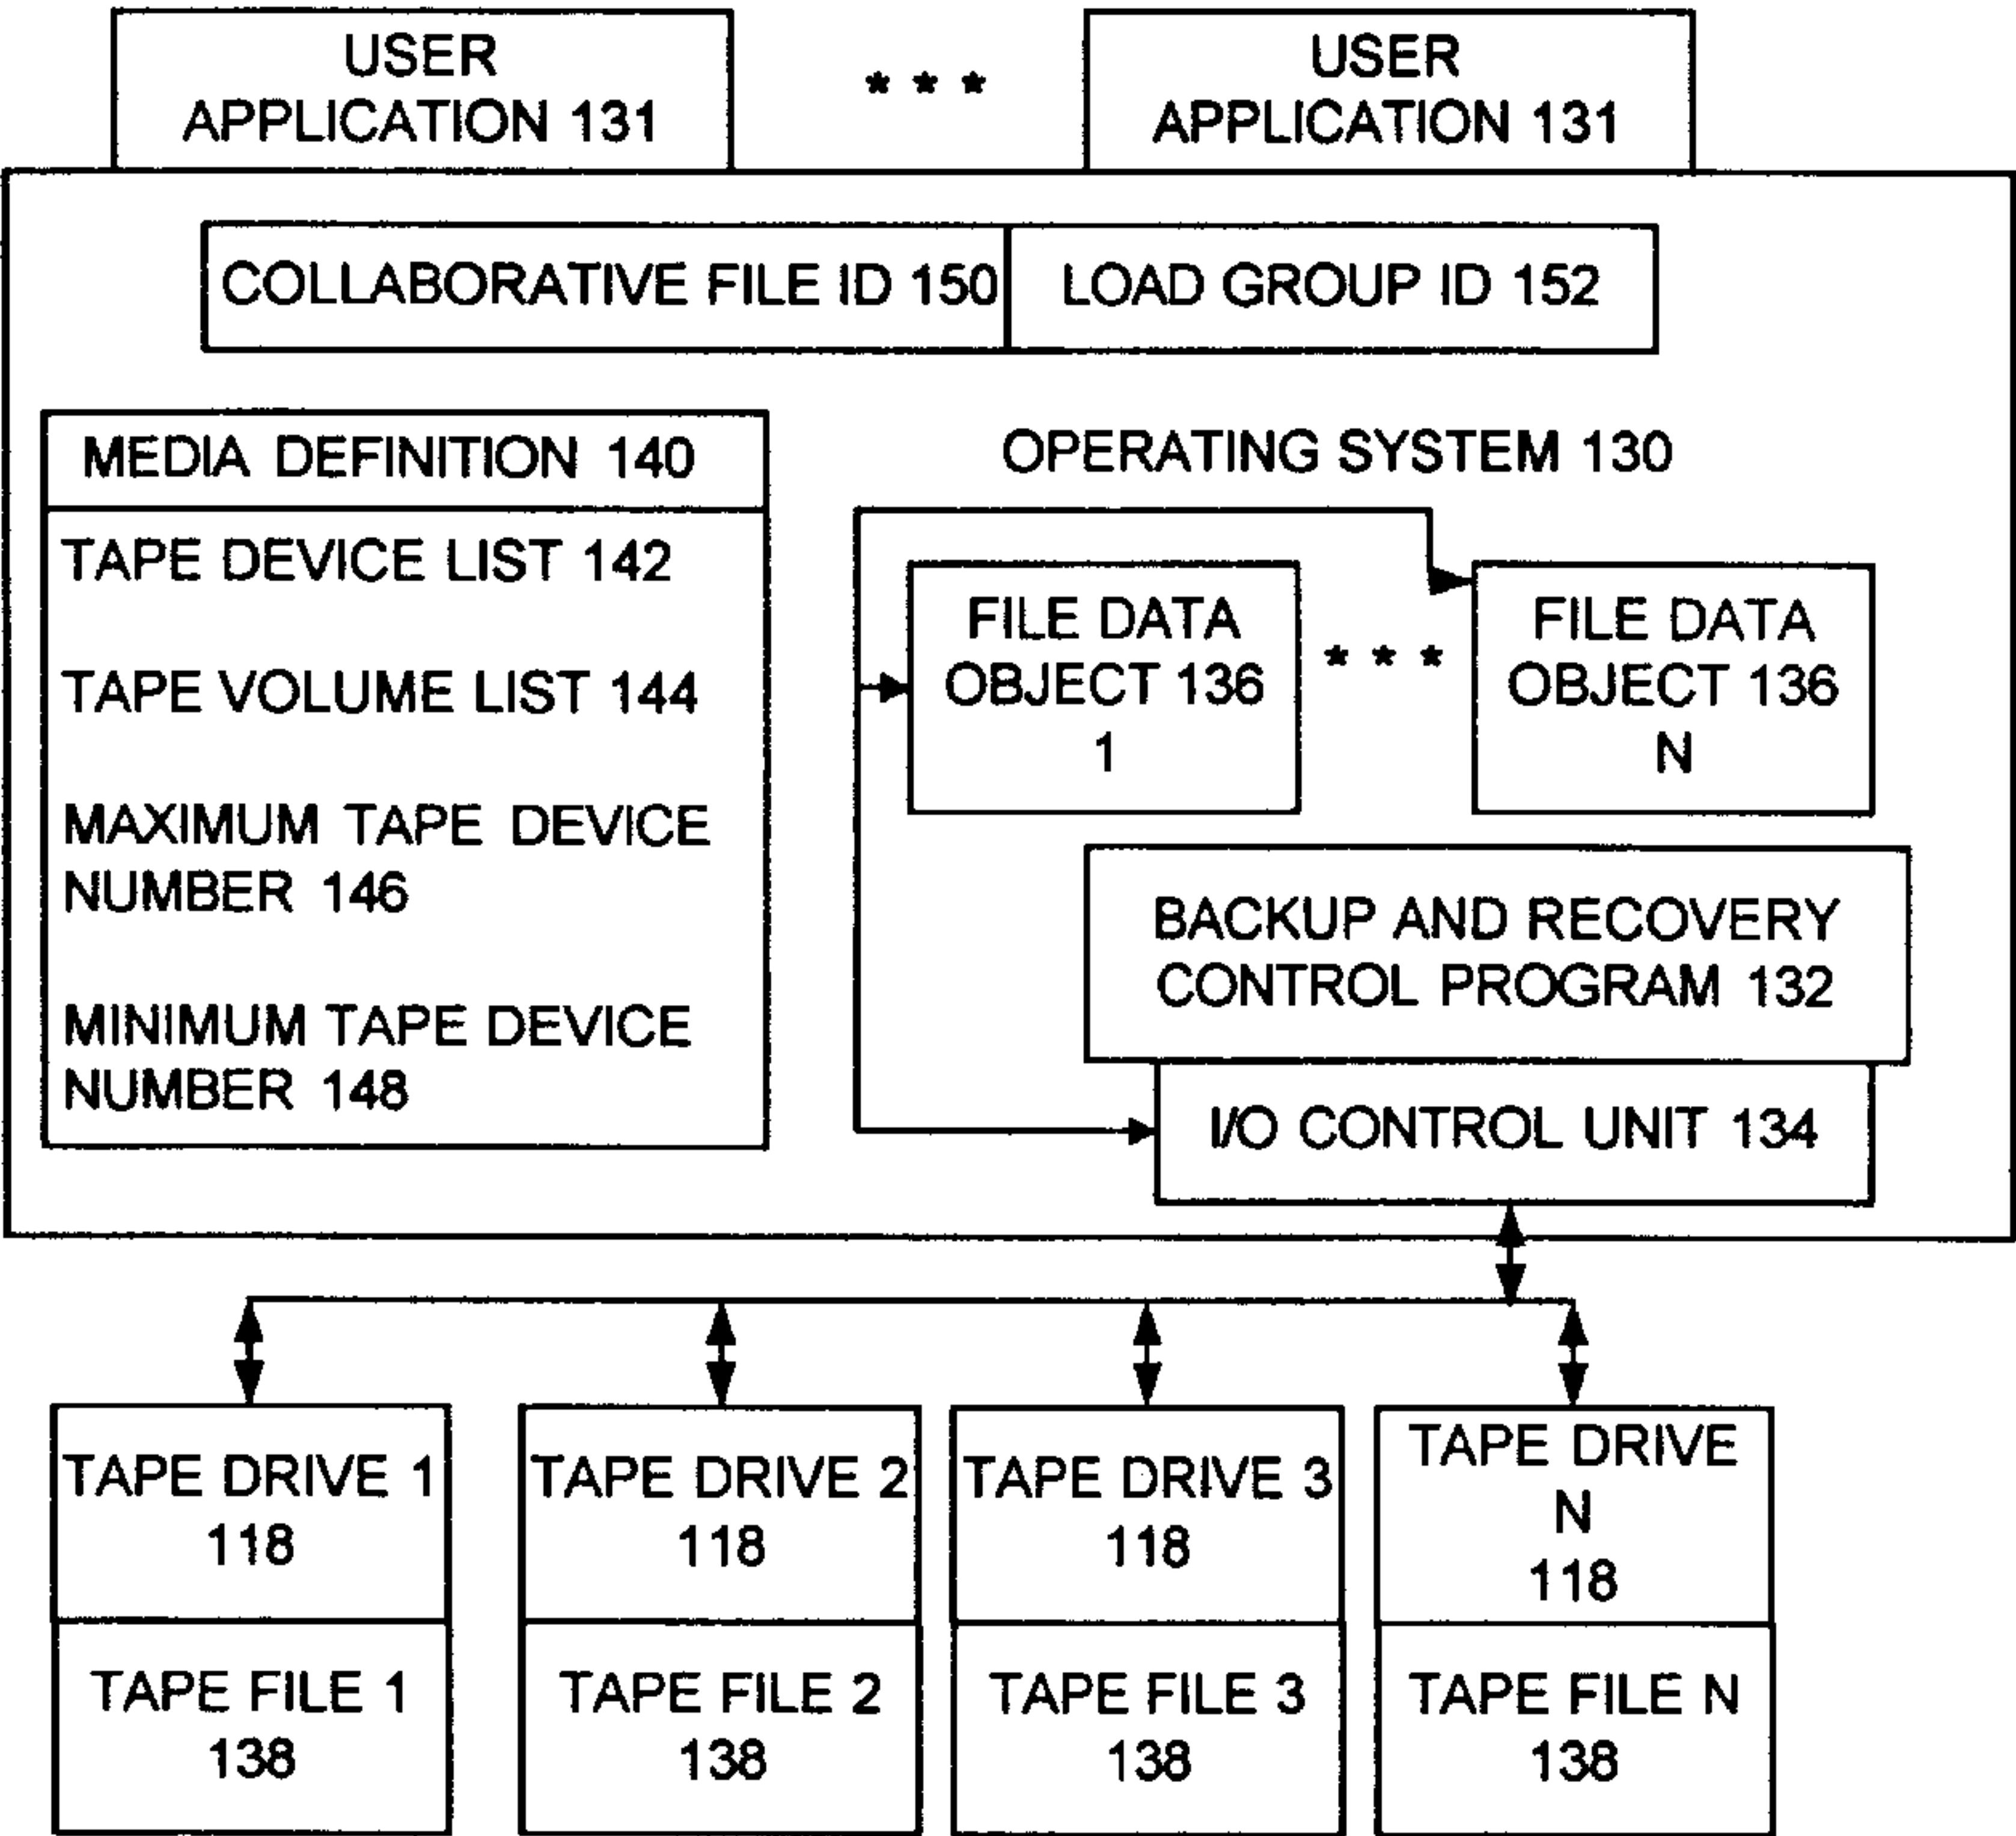 USER
APPLICATION 131
* * *
USER
APPLICATION 131
COLLABORATIVE FILE ID 150
LOAD GROUP ID 152
MEDIA DEFINITION 140
TAPE DEVICE LIST 142
TAPE VOLUME LIST 144
MAXIMUM TAPE DEVICE
NUMBER 146
MINIMUM TAPE DEVICE
NUMBER 148
OPERATING SYSTEM 130
FILE DATA
OBJECT 136
1
* * *
FILE DATA
OBJECT 136
N
BACKUP AND RECOVERY
CONTROL PROGRAM 132
I/O CONTROL UNIT 134
TAPE DRIVE 1
118
TAPE FILE 1
138
TAPE DRIVE 2
118
TAPE FILE 2
138
TAPE DRIVE 3
118
TAPE FILE 3
138
TAPE DRIVE
N
118
TAPE FILE N
138